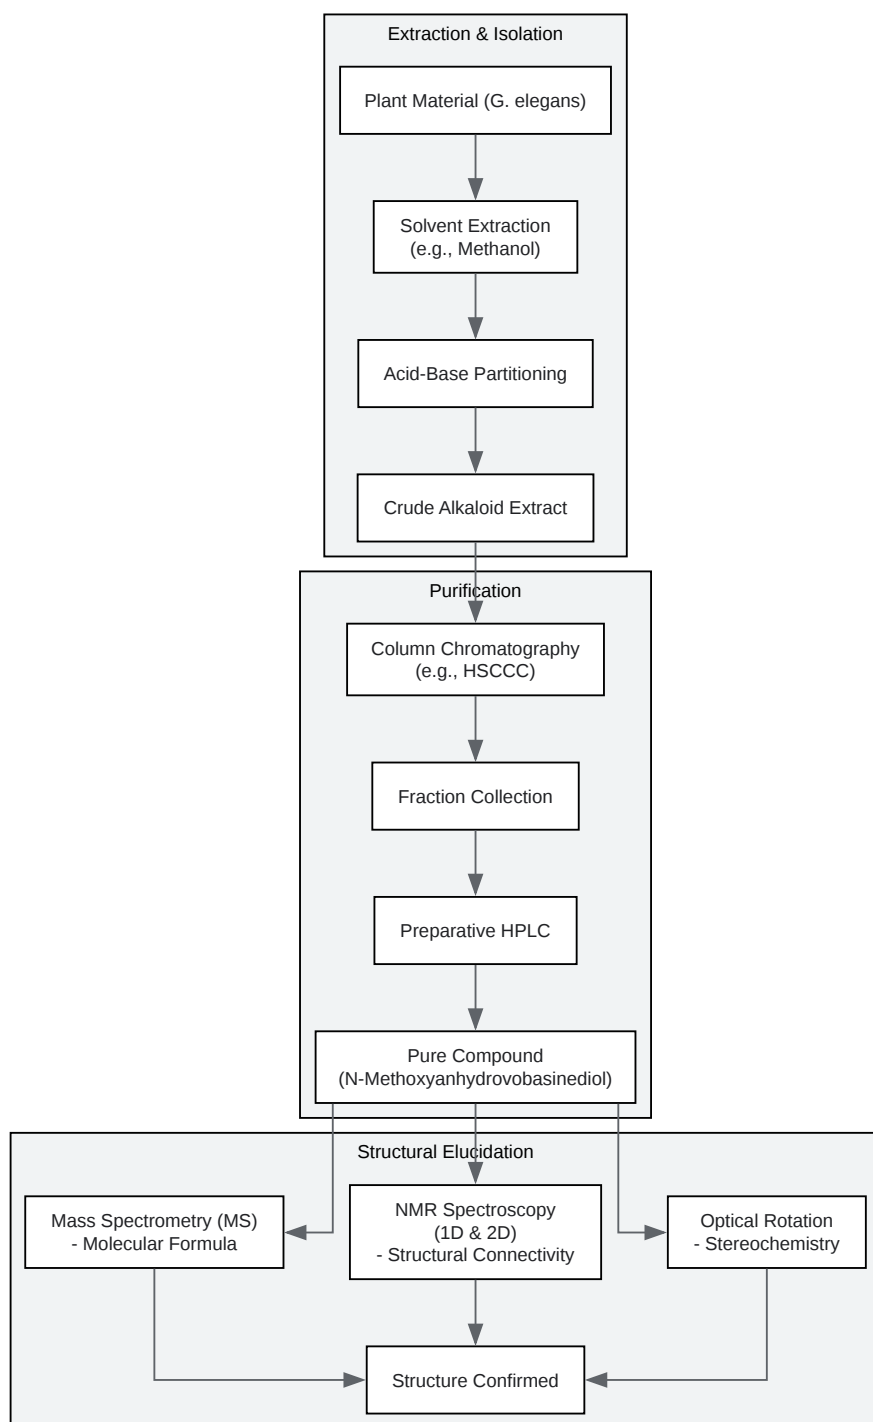 Extraction & Isolation
Plant Material (G. elegans)
Solvent Extraction
(e.g., Methanol)
Acid-Base Partitioning
Crude Alkaloid Extract
Purification
Column Chromatography
(e.g., HSCCC)
Fraction Collection
Preparative HPLC
Pure Compound
(N-Methoxyanhydrovobasinediol)
Structural Elucidation
Mass Spectrometry (MS)
- Molecular Formula
NMR Spectroscopy
(1D & 2D)
- Structural Connectivity
Optical Rotation
- Stereochemistry
Structure Confirmed